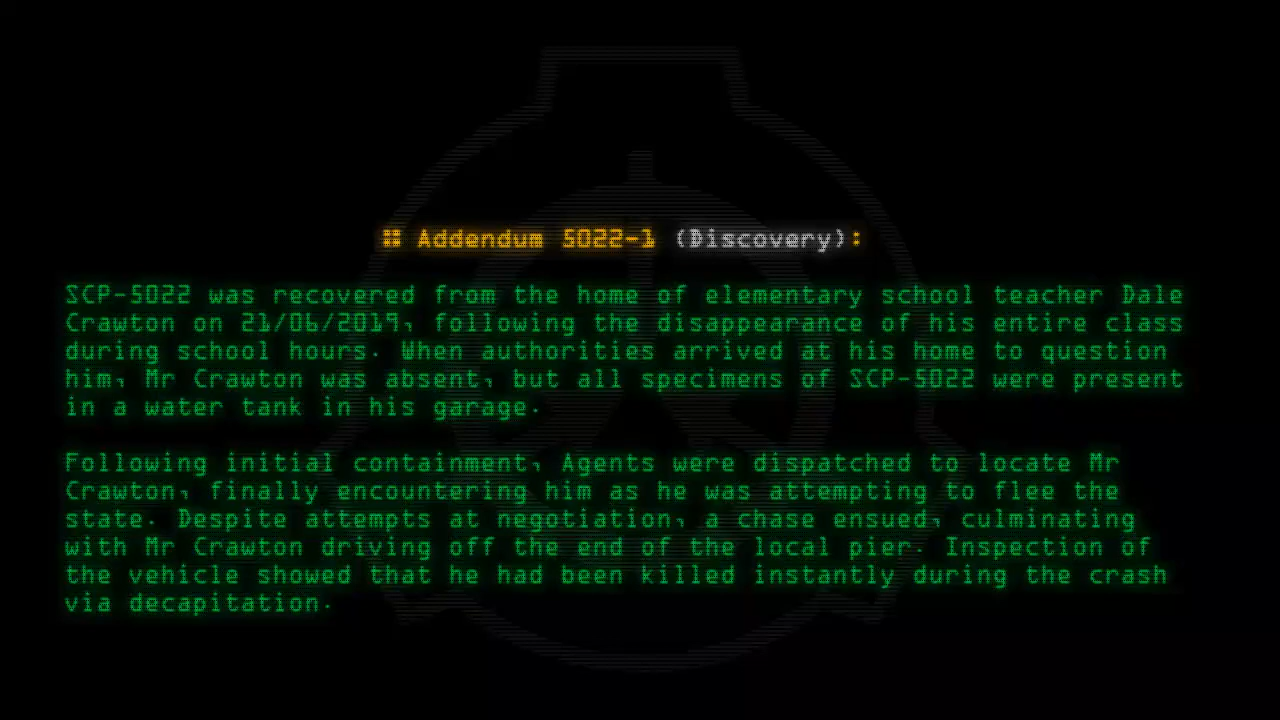 :: Addendum 5022-1 (Discovery):
SCP-5022 was recovered from the home of elementary school teacher Dale
Crawton on 21/06/2019, following the disappearance of his entire class
during school hours. When authorities arrived at his home to question
him, Mr Crawton was absent, but all specimens of SCP-5022 were present
in a water tank in his garage.
Following initial containment, Agents were dispatched to locate Mr
Crawton, finally encountering him as he was attempting to flee the
state. Despite attempts at negotiation, a chase ensued, culminating
with Mr Crawton driving off the end of the local pier. Inspection of
the vehicle showed that he had been killed instantly during the crash
via decapitation.